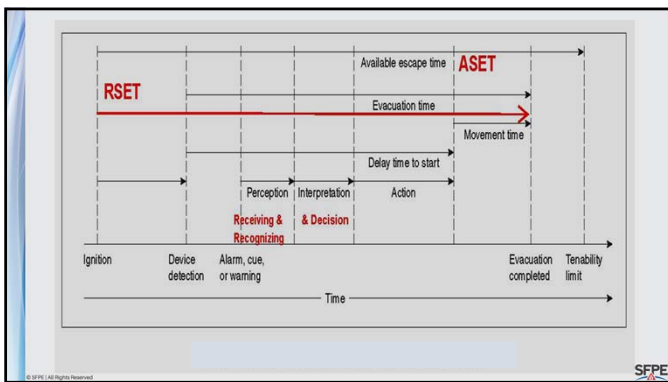 Available escape time ASET
RSET
Evacuation time
Movement time
Delay time to start
Perception Interpretation Action
Receiving & & Decision
Recognizing
Ignition Device Alarm, cue, Evacuation Tenability
detection or warning completed limit
Time
© SFPE | All Rights Reserved
SFPE